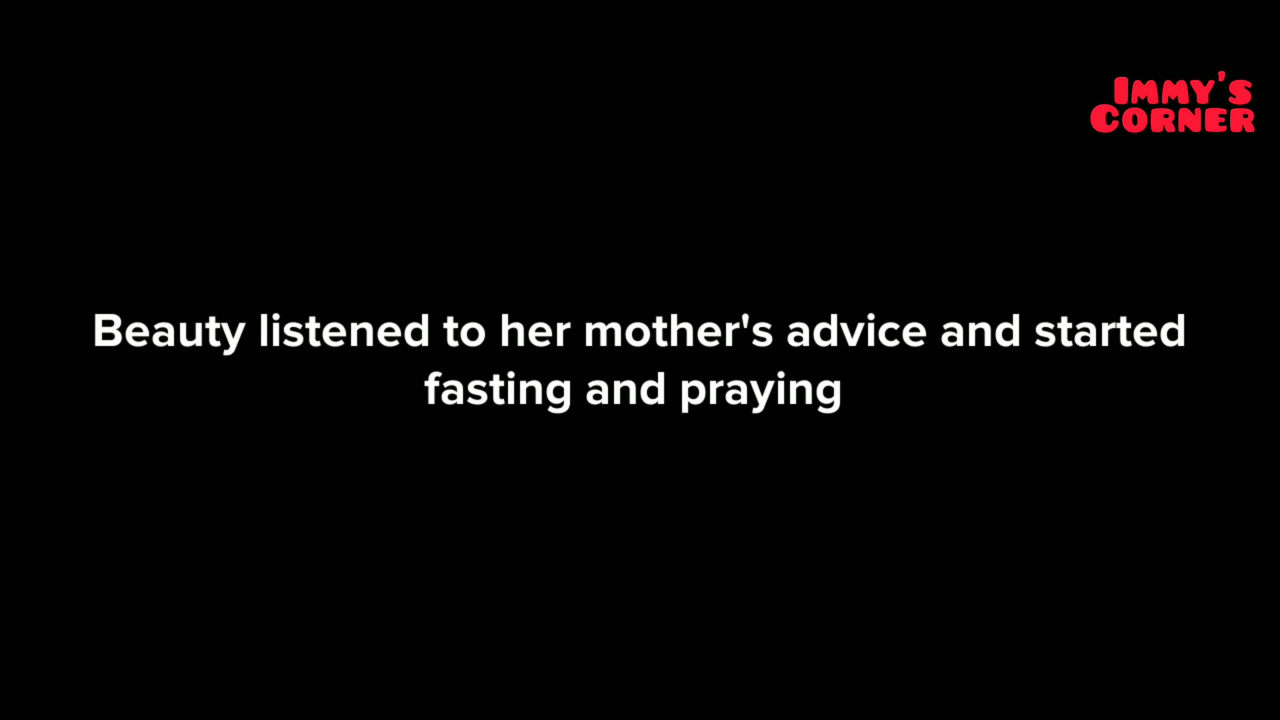 IMMY'S
CORNER
Beauty listened to her mother's advice and started
fasting and praying